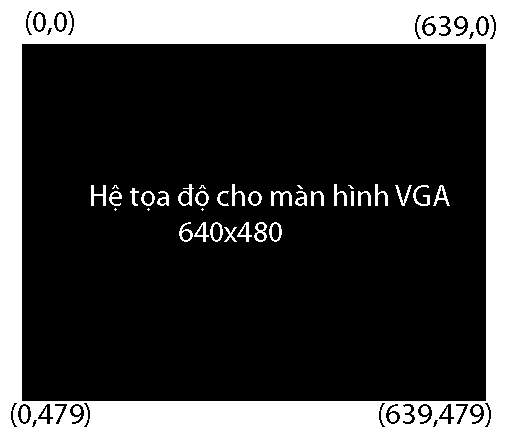 (0,0) (639,0)
Hệ tọa độ cho màn hình VGA
640x480
(0,479) (639,479)